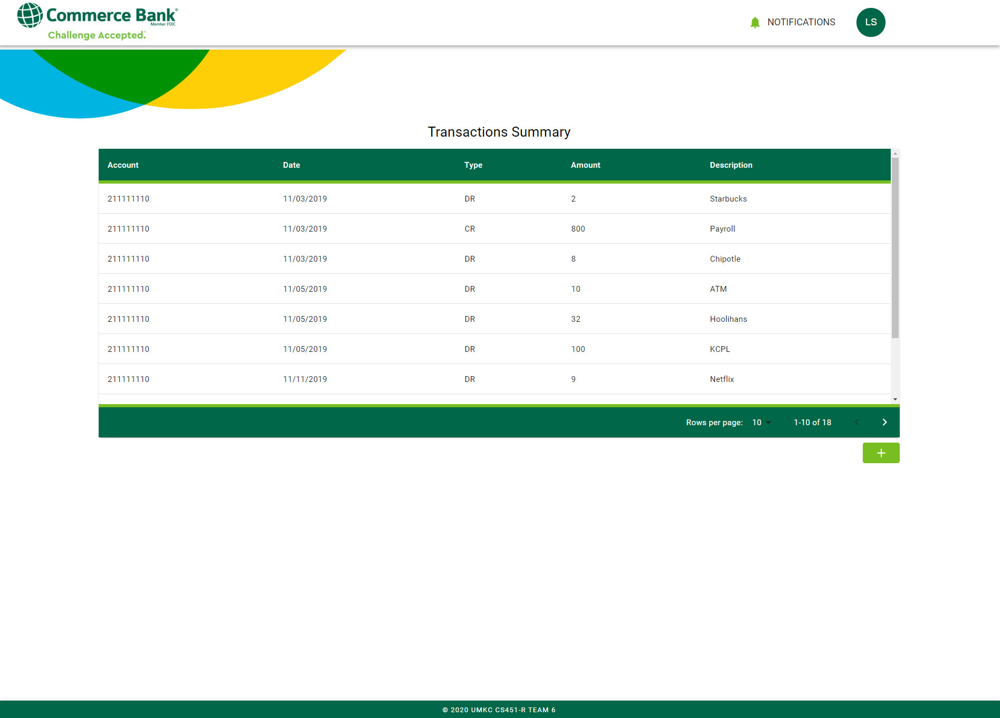 Commerce Bank®
Member FDIC
Challenge Accepted.™
NOTIFICATIONS
LS
Transactions Summary
Account Date Type Amount Description
211111110 11/03/2019 DR 2 Starbucks
211111110 11/03/2019 CR 800 Payroll
211111110 11/03/2019 DR 8 Chipotle
211111110 11/05/2019 DR 10 ATM
211111110 11/05/2019 DR 32 Hoolihans
211111110 11/05/2019 DR 100 KCPL
211111110 11/11/2019 DR 9 Netflix
Rows per page: 10 1-10 of 18
+
© 2020 UMKC CS451-R TEAM 6